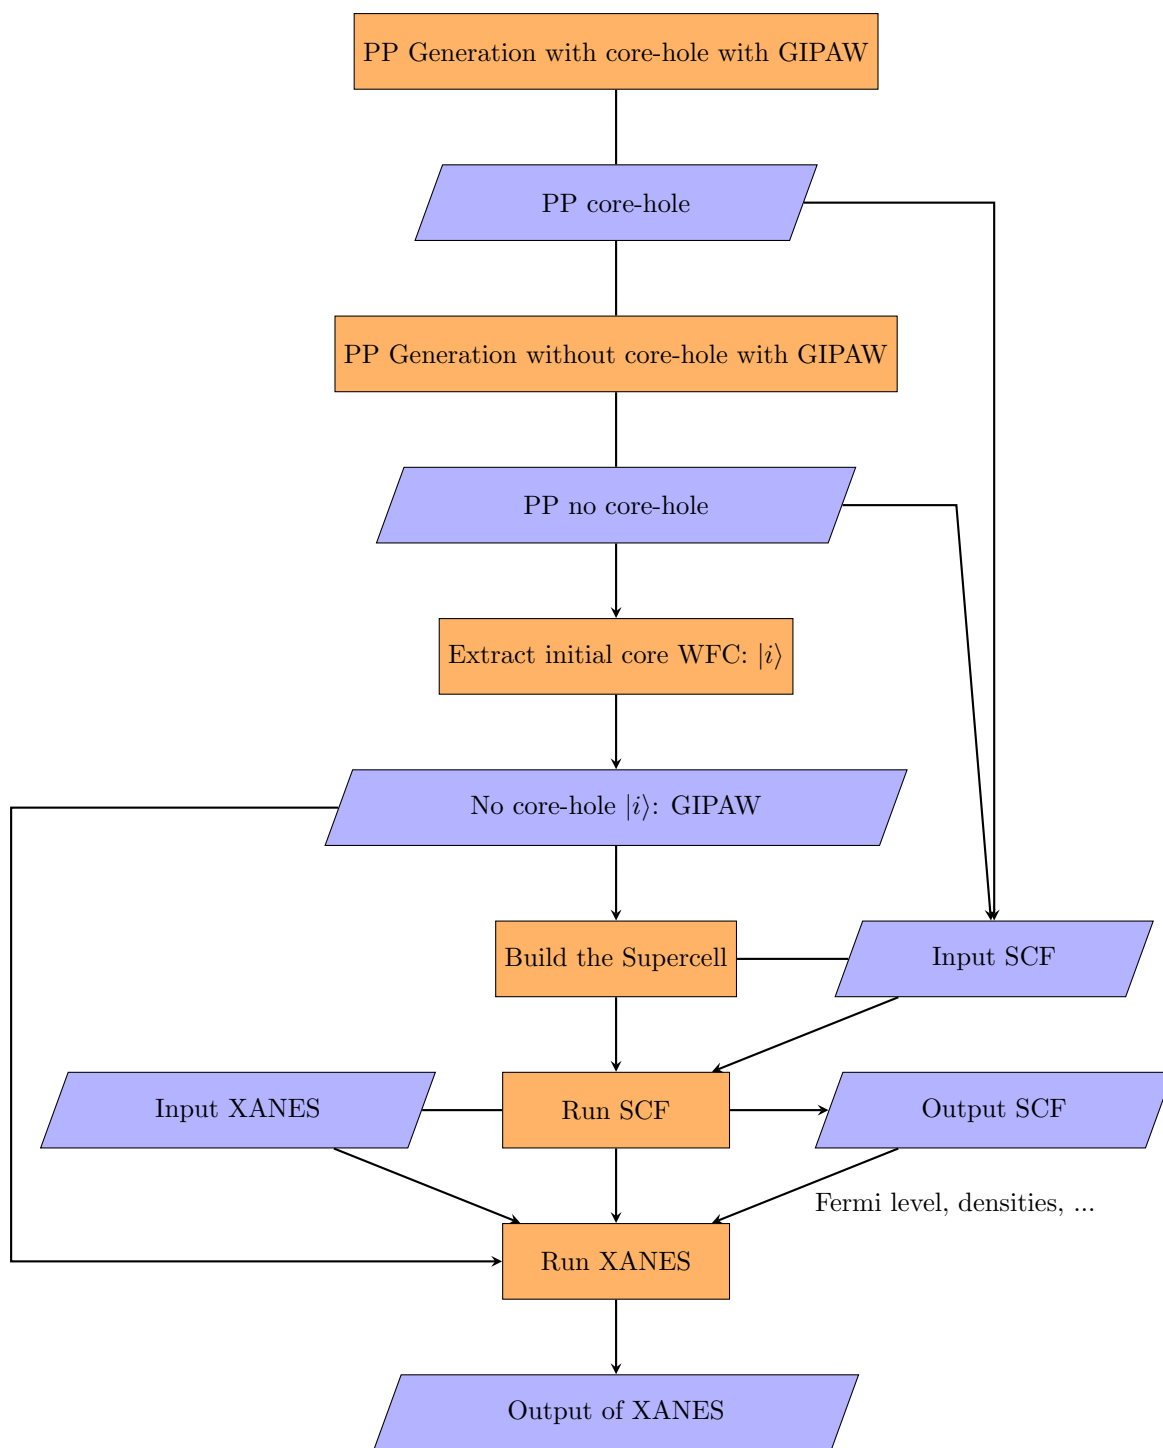 PP Generation with core-hole with GIPAW
PP core-hole
PP Generation without core-hole with GIPAW
PP no core-hole
Extract initial core WFC: |i⟩
No core-hole |i⟩: GIPAW
Build the Supercell
Input SCF
Input XANES
Run SCF
Output SCF
Fermi level, densities, ...
Run XANES
Output of XANES